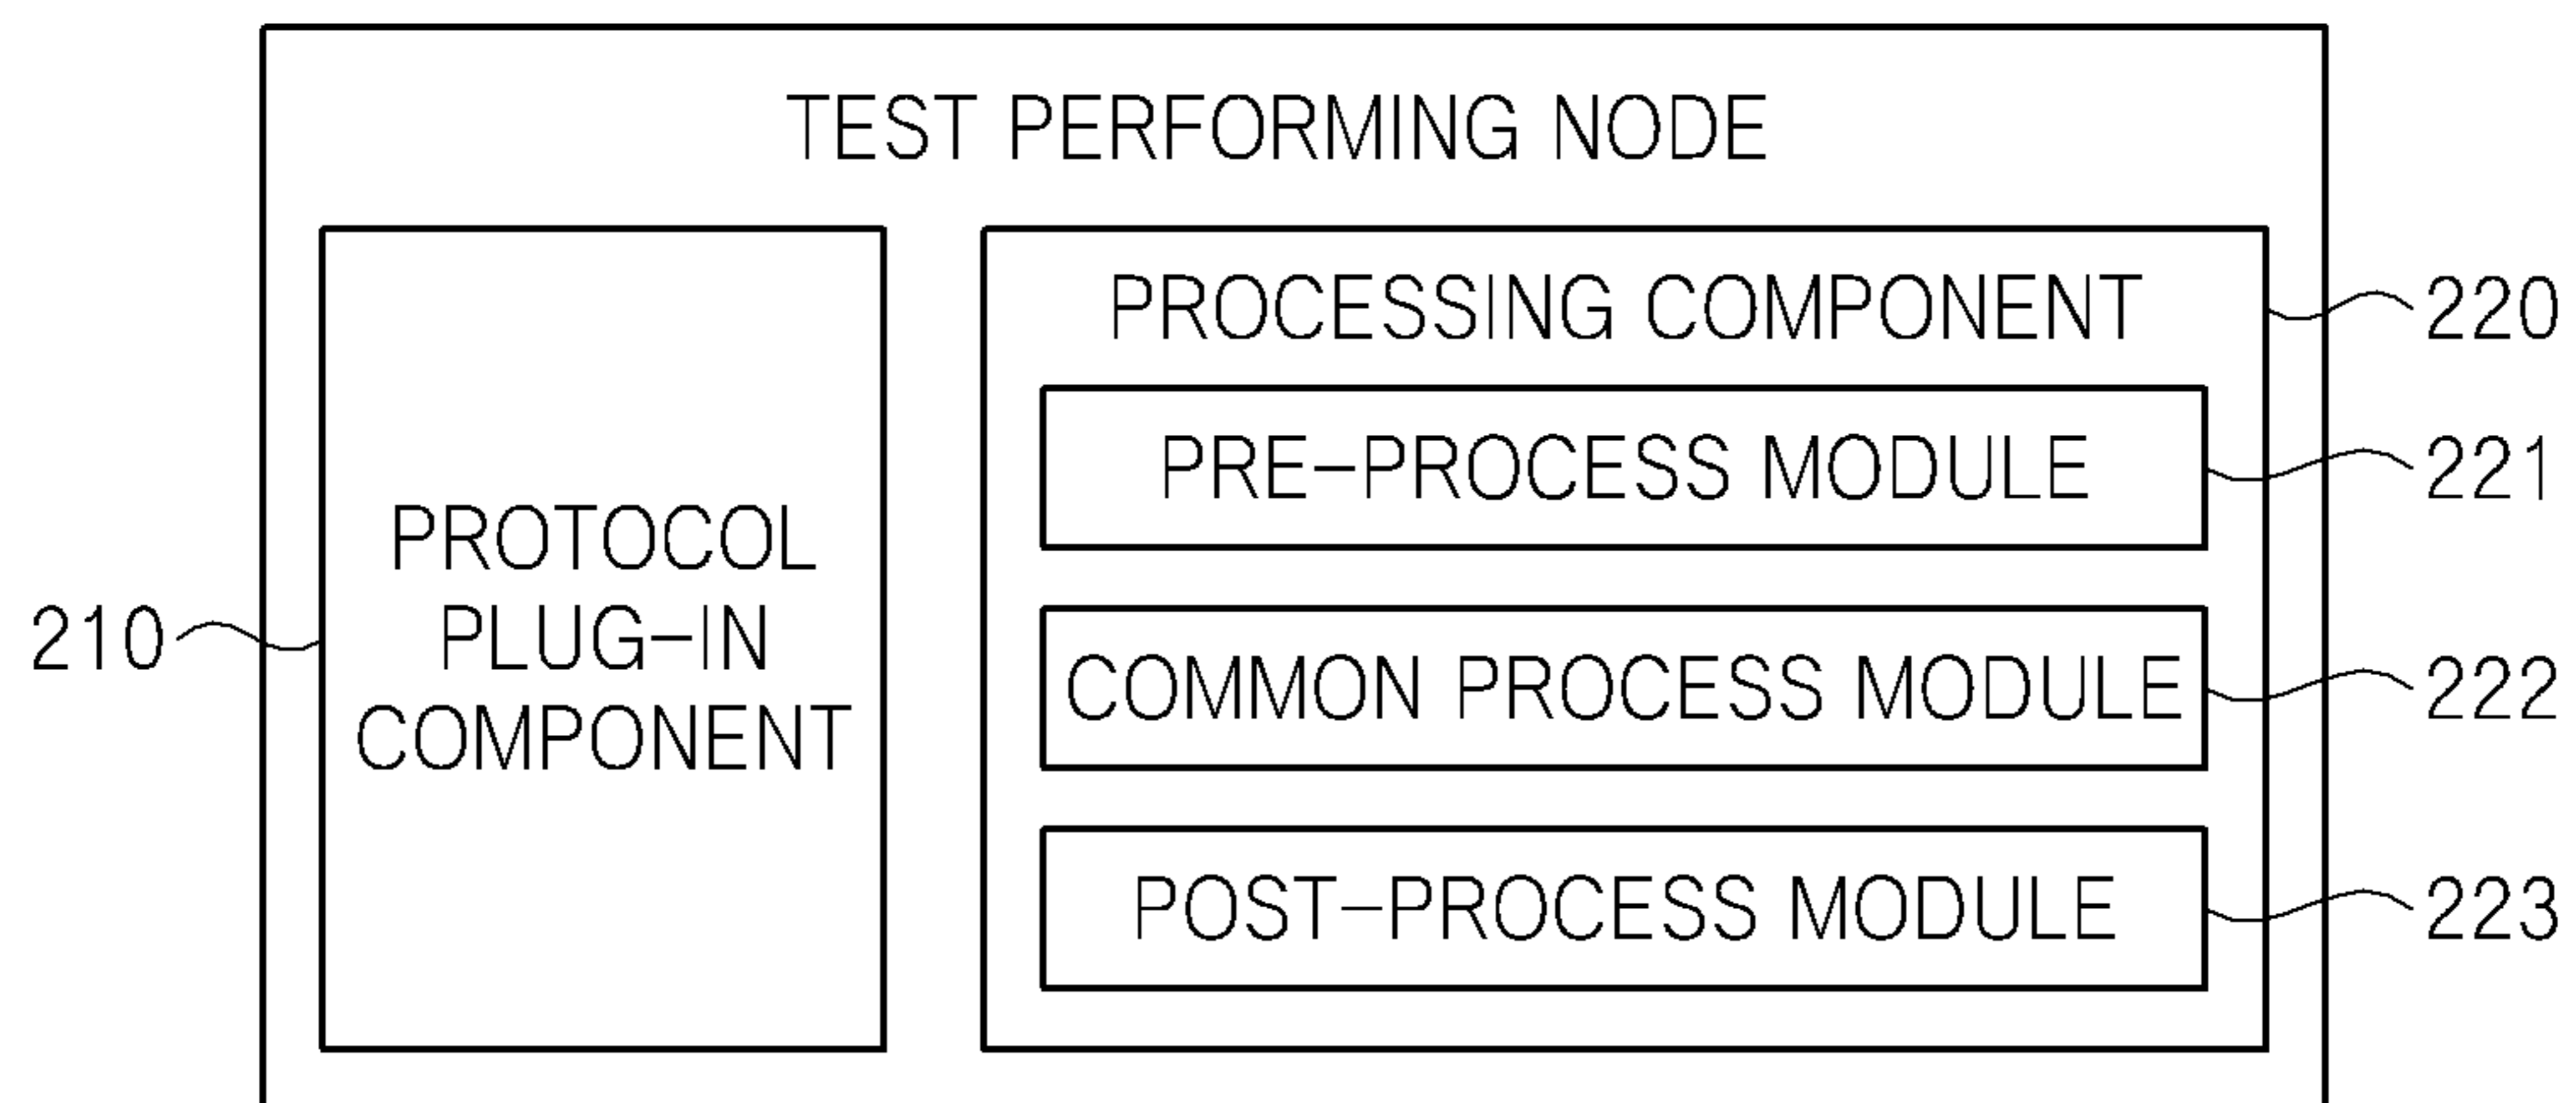 TEST PERFORMING NODE
210
PROTOCOL
PLUG-IN
COMPONENT
PROCESSING COMPONENT
220
PRE-PROCESS MODULE
221
COMMON PROCESS MODULE
222
POST-PROCESS MODULE
223